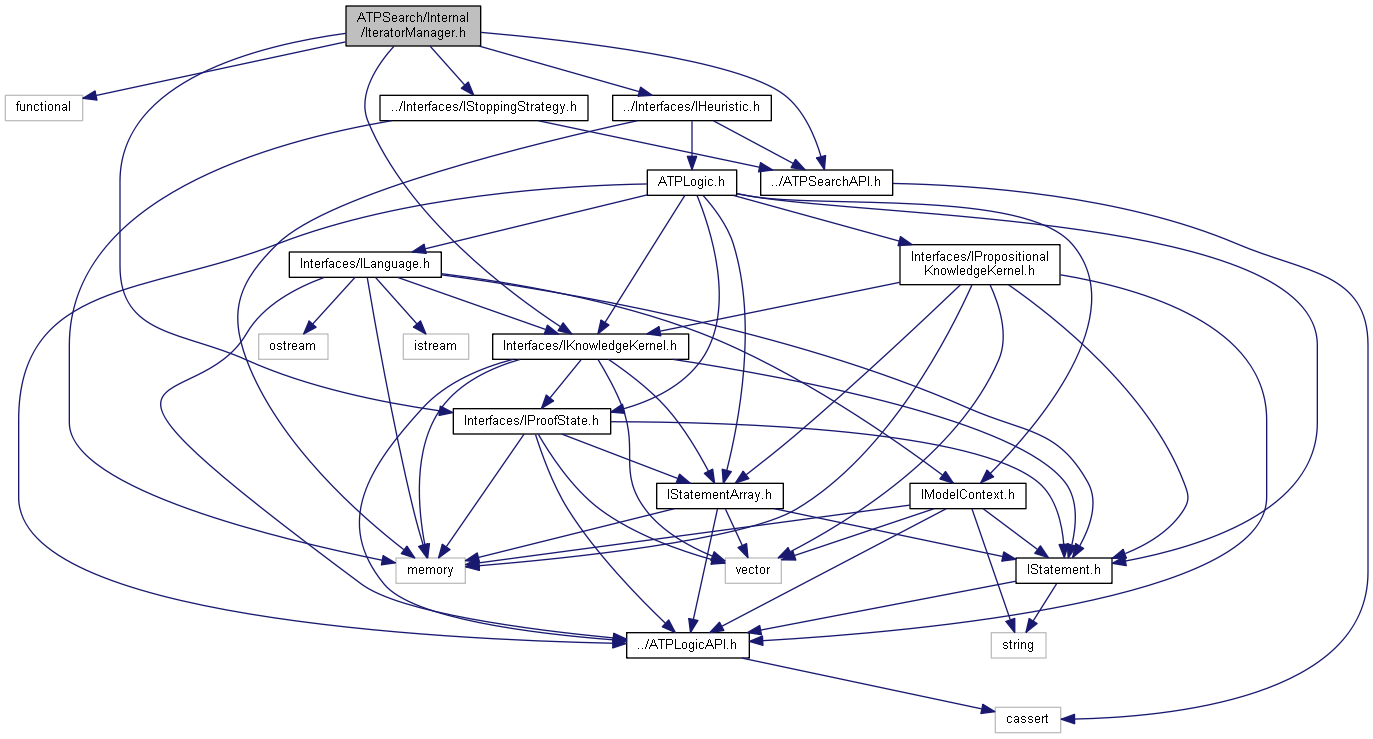 ATPSearch/Internal
/IteratorManager.h
functional
../Interfaces/IStoppingStrategy.h
../Interfaces/IHeuristic.h
ATPLogic.h
../ATPSearchAPI.h
Interfaces/ILanguage.h
Interfaces/IPropositional
KnowledgeKernel.h
ostream
istream
Interfaces/IKnowledgeKernel.h
Interfaces/IProofState.h
IStatementArray.h
IModelContext.h
memory
vector
IStatement.h
../ATPLogicAPI.h
string
cassert